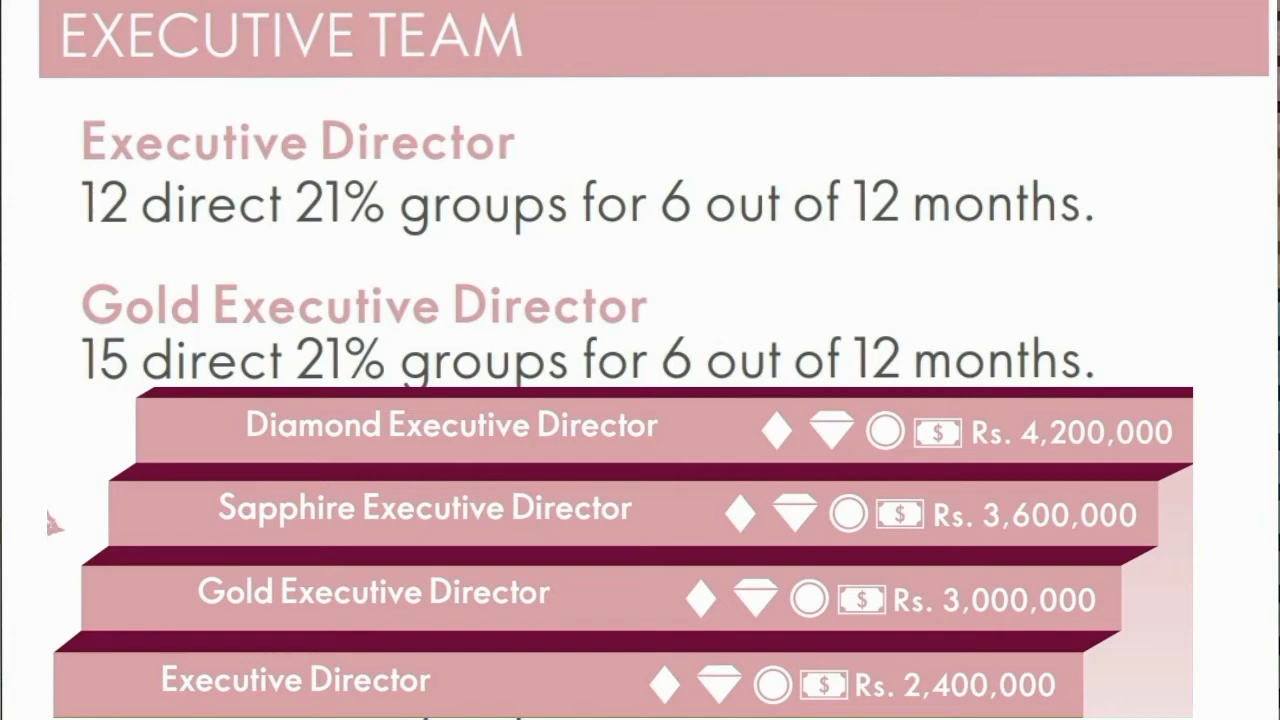 EXECUTIVE TEAM
Executive Director
12 direct 21% groups for 6 out of 12 months.
Gold Executive Director
15 direct 21% groups for 6 out of 12 months.
Diamond Executive Director $ Rs. 4,200,000
Sapphire Executive Director $ Rs. 3,600,000
Gold Executive Director $ Rs. 3,000,000
Executive Director $ Rs. 2,400,000